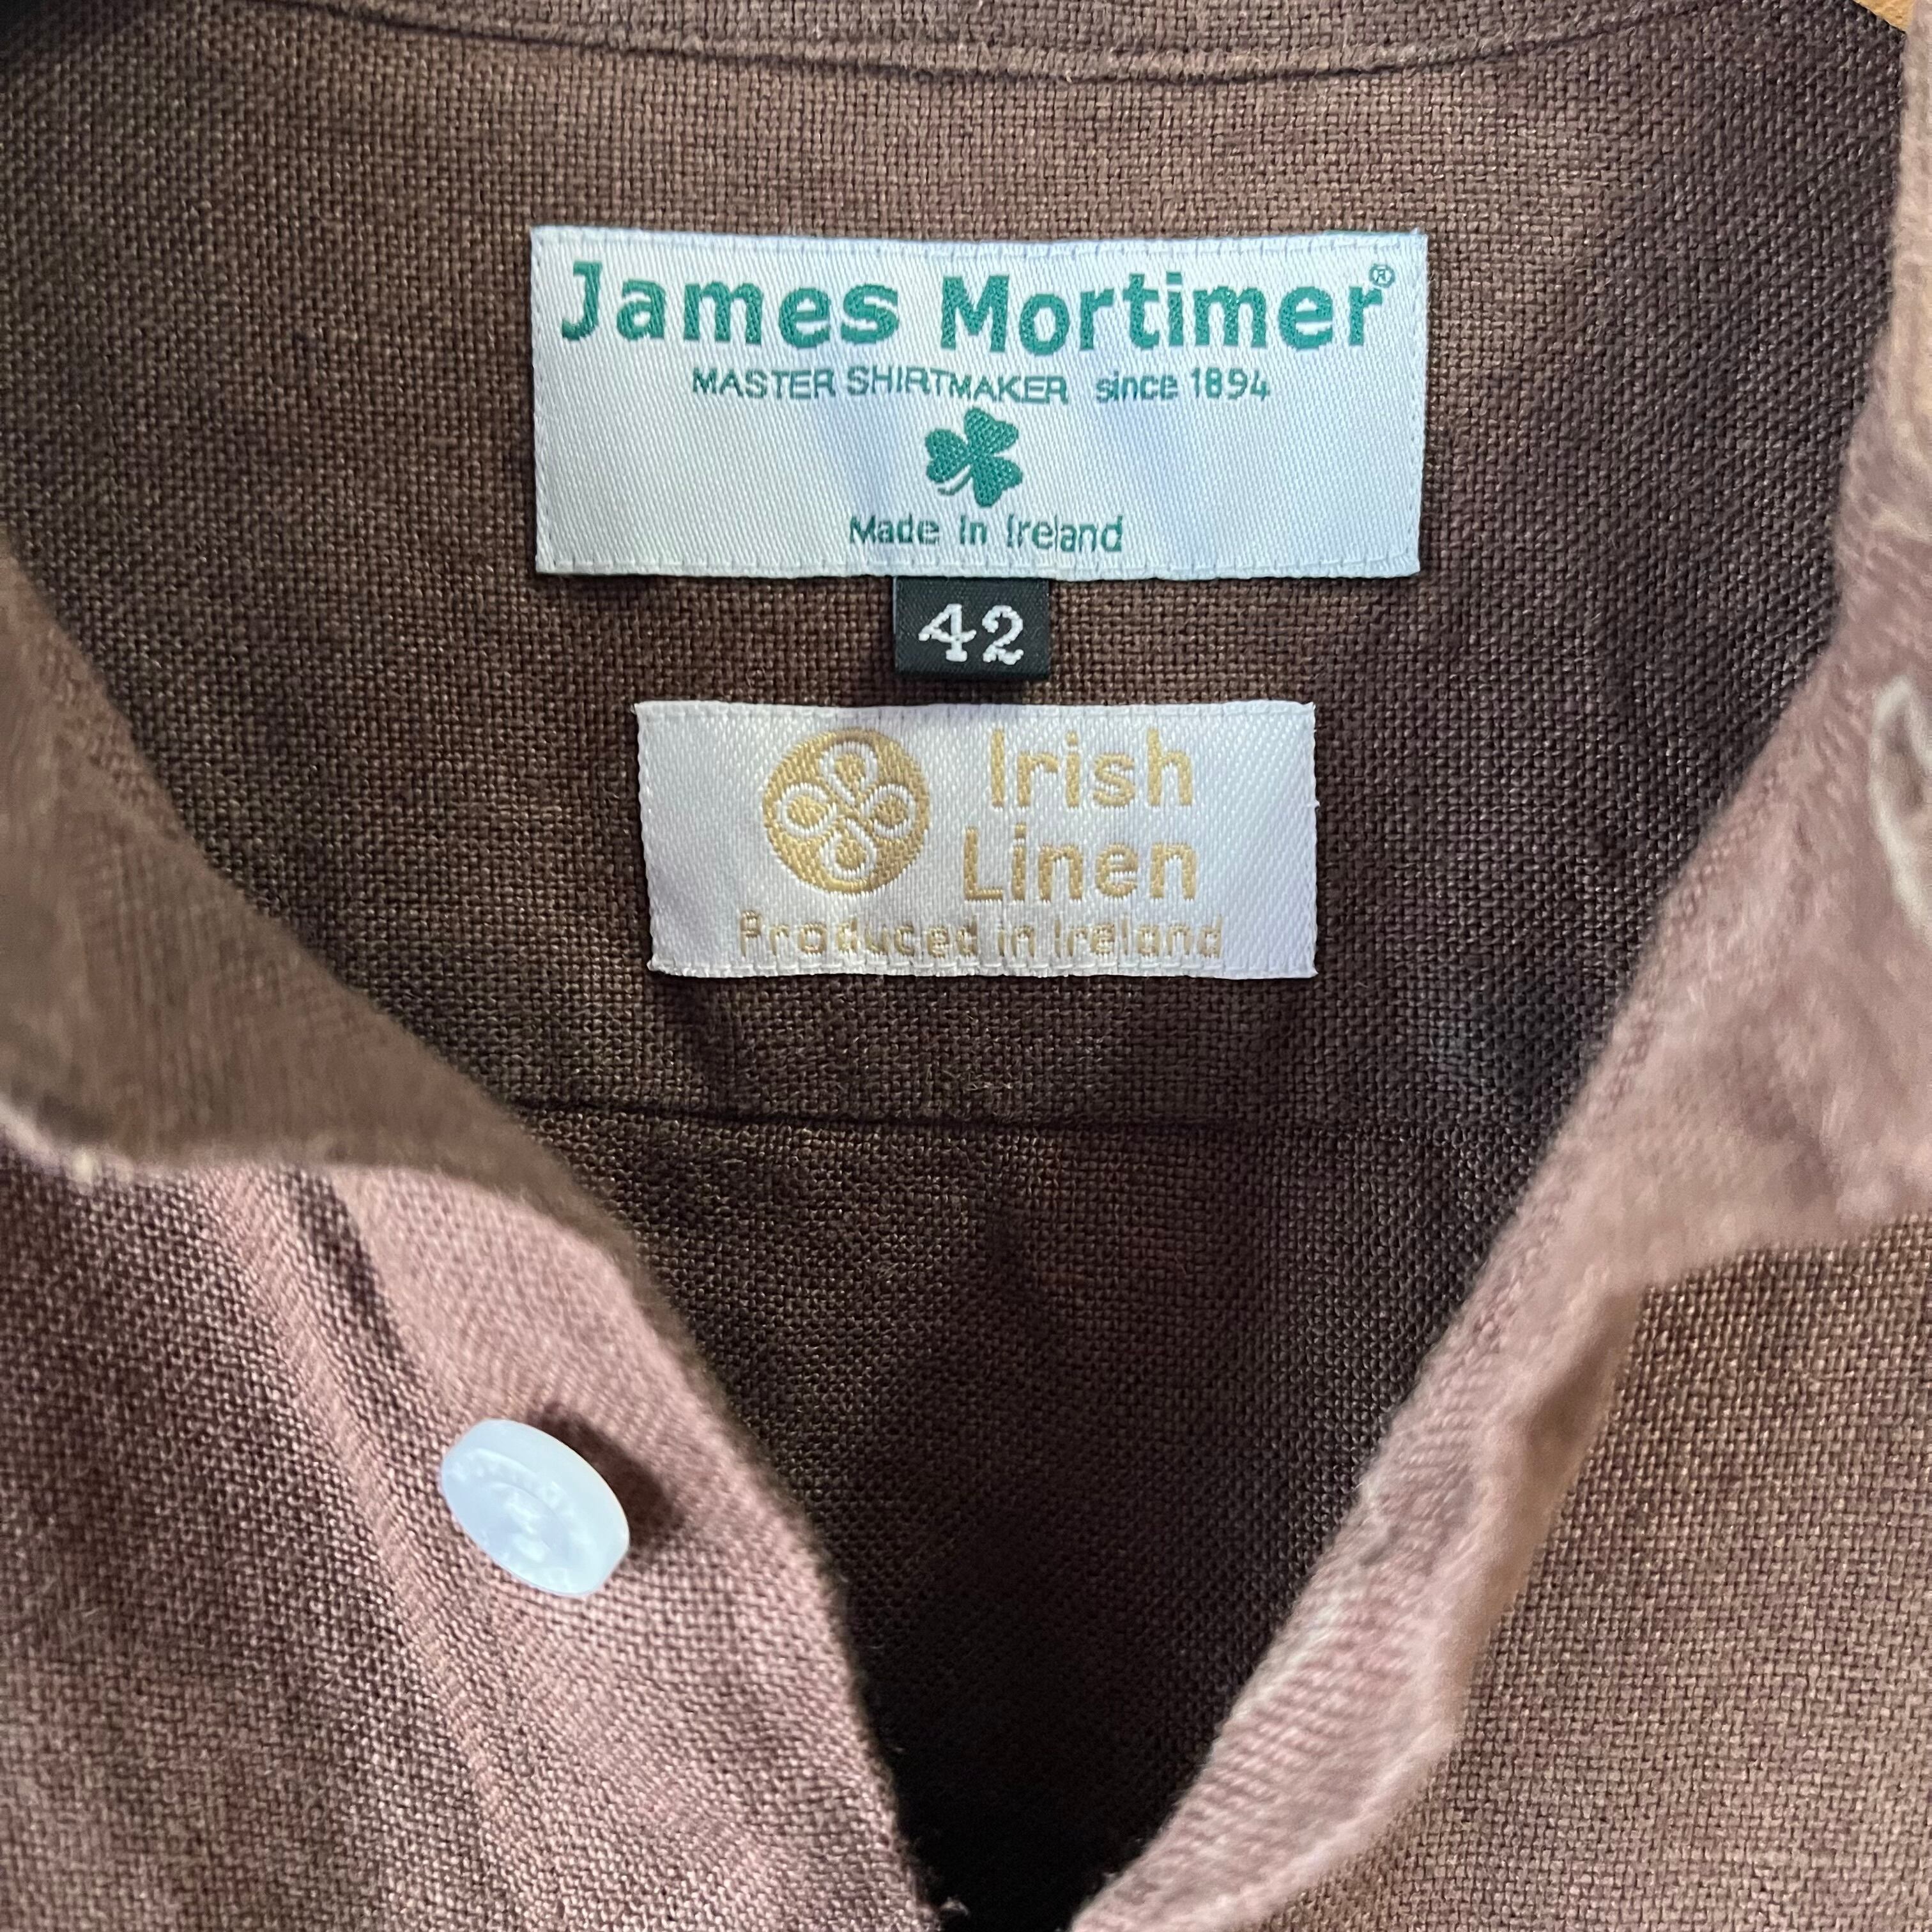 James Mortimer®
MASTER SHIRTMAKER since 1894
Made in Ireland
42
Irish
Linen
Produced in Ireland